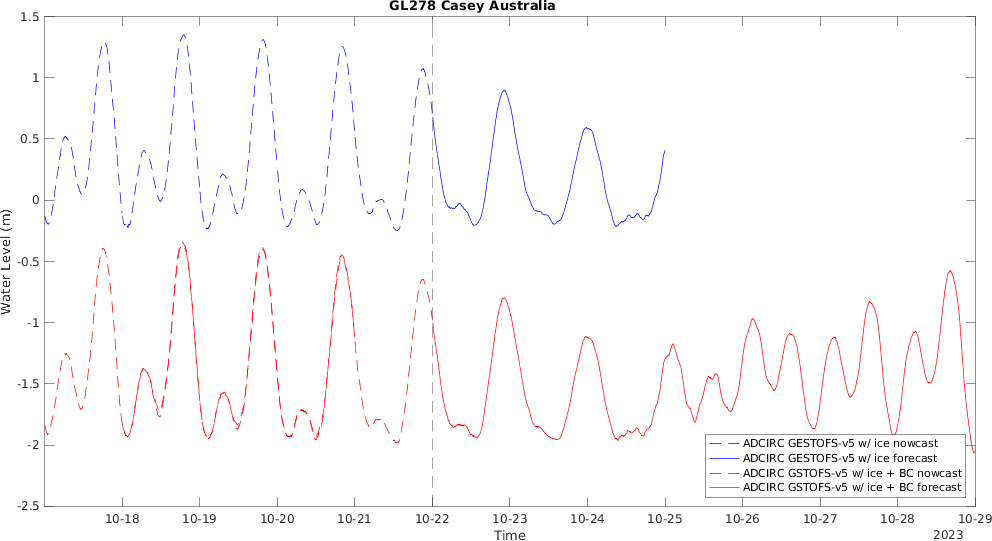 GL278 Casey Australia
1.5
1
0.5
0
-0.5
-1
-1.5
-2
-2.5
Water Level (m)
ADCIRC GESTOFS-v5 w/ ice nowcast
ADCIRC GESTOFS-v5 w/ ice forecast
ADCIRC GSTOFS-v5 w/ ice + BC nowcast
ADCIRC GSTOFS-v5 w/ ice + BC forecast
10-18 10-19 10-20 10-21 10-22 10-23 10-24 10-25 10-26 10-27 10-28 10-29
Time
2023